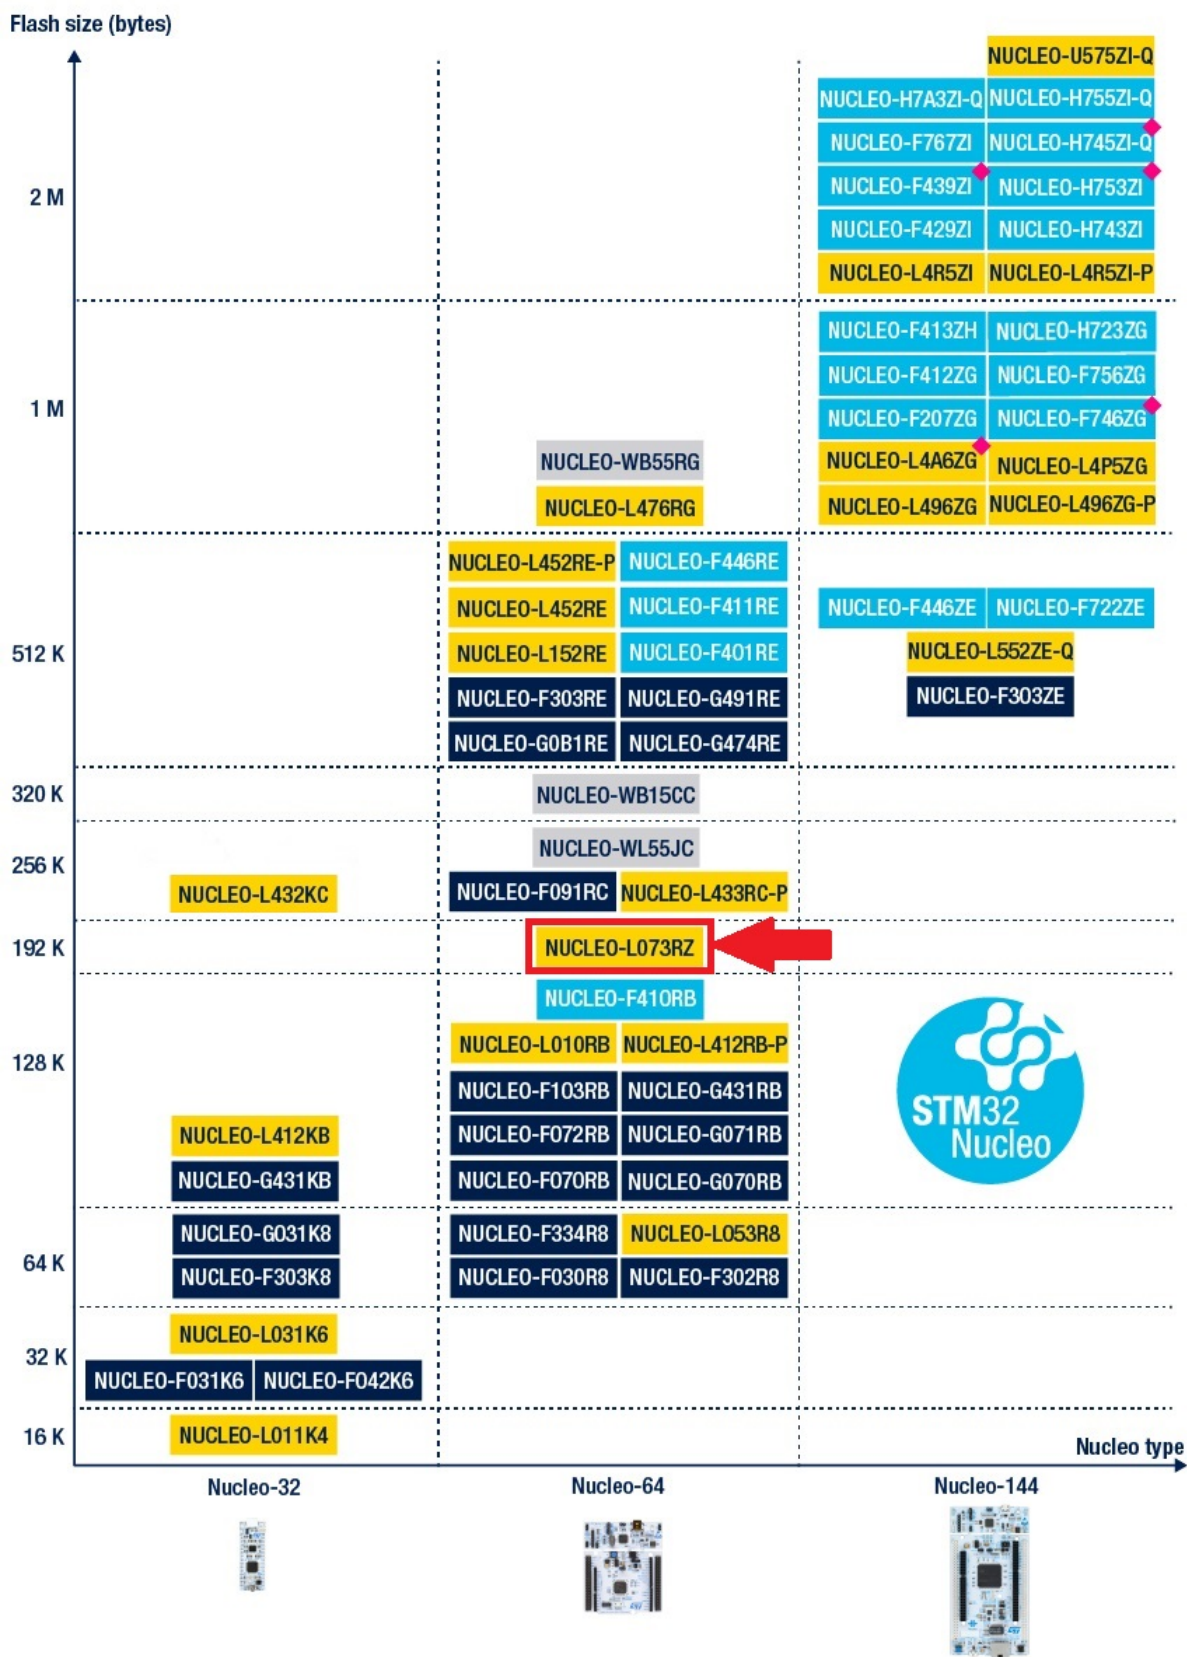 Flash size (bytes)
NUCLEO-U575ZI-Q
NUCLEO-H7A3ZI-Q NUCLEO-H755ZI-Q
NUCLEO-F767ZI NUCLEO-H745ZI-Q
2 M
NUCLEO-F439ZI NUCLEO-H753ZI
NUCLEO-F429ZI NUCLEO-H743ZI
NUCLEO-L4R5ZI NUCLEO-L4R5ZI-P
NUCLEO-F413ZH NUCLEO-H723ZG
NUCLEO-F412ZG NUCLEO-F756ZG
1 M
NUCLEO-F207ZG NUCLEO-F746ZG
NUCLEO-WB55RG NUCLEO-L4A6ZG NUCLEO-L4P5ZG
NUCLEO-L476RG NUCLEO-L496ZG NUCLEO-L496ZG-P
NUCLEO-L452RE-P NUCLEO-F446RE
NUCLEO-L452RE NUCLEO-F411RE NUCLEO-F446ZE NUCLEO-F722ZE
512 K
NUCLEO-L152RE NUCLEO-F401RE NUCLEO-L552ZE-Q
NUCLEO-F303RE NUCLEO-G491RE NUCLEO-F303ZE
NUCLEO-G0B1RE NUCLEO-G474RE
320 K
NUCLEO-WB15CC
NUCLEO-WL55JC
256 K
NUCLEO-L432KC NUCLEO-F091RC NUCLEO-L433RC-P
192 K
NUCLEO-L073RZ
NUCLEO-F410RB
NUCLEO-L010RB NUCLEO-L412RB-P
128 K
NUCLEO-F103RB NUCLEO-G431RB
STM32
Nucleo
NUCLEO-L412KB NUCLEO-F072RB NUCLEO-G071RB
NUCLEO-G431KB NUCLEO-F070RB NUCLEO-G070RB
NUCLEO-G031K8 NUCLEO-F334R8 NUCLEO-L053R8
64 K
NUCLEO-F303K8 NUCLEO-F030R8 NUCLEO-F302R8
NUCLEO-L031K6
32 K
NUCLEO-F031K6 NUCLEO-F042K6
16 K
NUCLEO-L011K4
Nucleo type
Nucleo-32 Nucleo-64 Nucleo-144